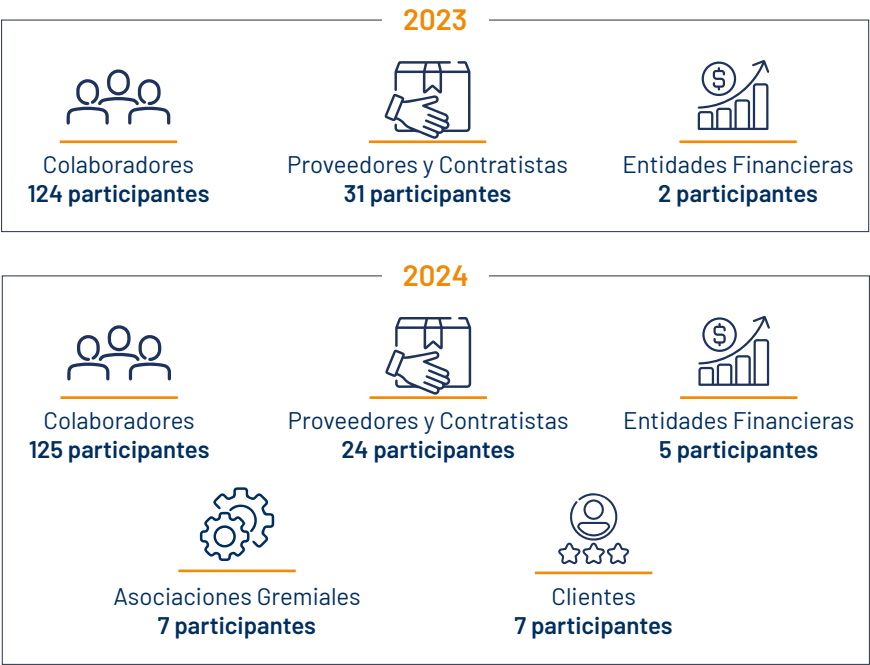 2023
Colaboradores
124 participantes
Proveedores y Contratistas
31 participantes
Entidades Financieras
2 participantes
2024
Colaboradores
125 participantes
Proveedores y Contratistas
24 participantes
Entidades Financieras
5 participantes
Asociaciones Gremiales
7 participantes
Clientes
7 participantes